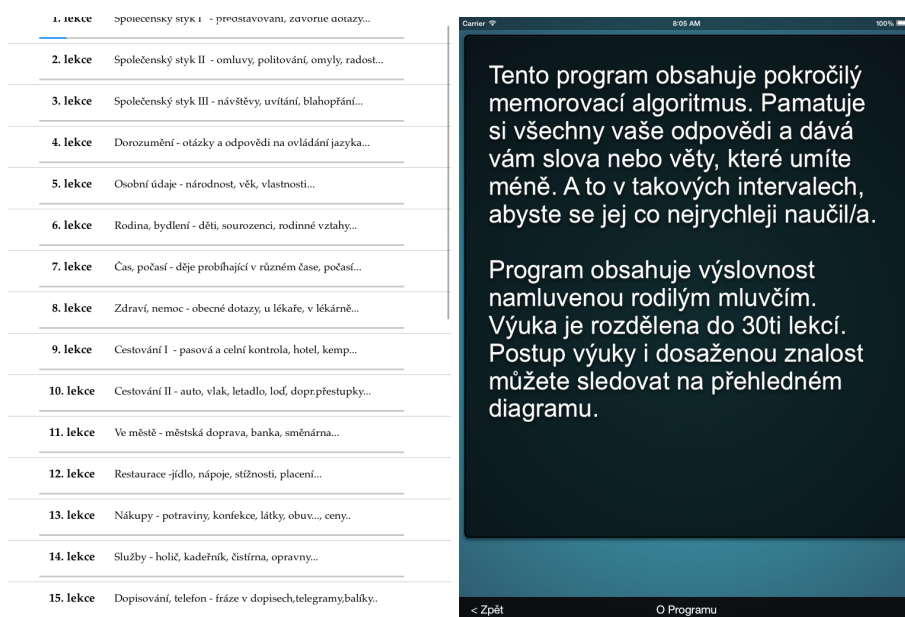 1. lekce Společenský styk I - představování, zdvořilé dotazy...
2. lekce Společenský styk II - omluvy, politování, omyly, radost...
3. lekce Společenský styk III - návštěvy, uvítání, blahopřání...
4. lekce Dorozumění - otázky a odpovědi na ovládání jazyka...
5. lekce Osobní údaje - národnost, věk, vlastnosti...
6. lekce Rodina, bydlení - děti, sourozenci, rodinné vztahy...
7. lekce Čas, počasí - děje probíhající v různém čase, počasí...
8. lekce Zdraví, nemoc - obecné dotazy, u lékaře, v lékárně...
9. lekce Cestování I - pasová a celní kontrola, hotel, kemp...
10. lekce Cestování II - auto, vlak, letadlo, loď, dopr.přestupky...
11. lekce Ve městě - městská doprava, banka, směnárna...
12. lekce Restaurace -jídlo, nápoje, stížnosti, placení...
13. lekce Nákupy - potraviny, konfekce, látky, obuv..., ceny..
14. lekce Služby - holič, kadeřník, čistírna, opravny...
15. lekce Dopisování, telefon - fráze v dopisech,telegramy,balíky..
Carrier 8:05 AM 100%
Tento program obsahuje pokročilý
memorovací algoritmus. Pamatuje
si všechny vaše odpovědi a dává
vám slova nebo věty, které umíte
méně. A to v takových intervalech,
abyste se jej co nejrychleji naučil/a.
Program obsahuje výslovnost
namluvenou rodilým mluvčím.
Výuka je rozdělena do 30ti lekcí.
Postup výuky i dosaženou znalost
můžete sledovat na přehledném
diagramu.
< Zpět O Programu